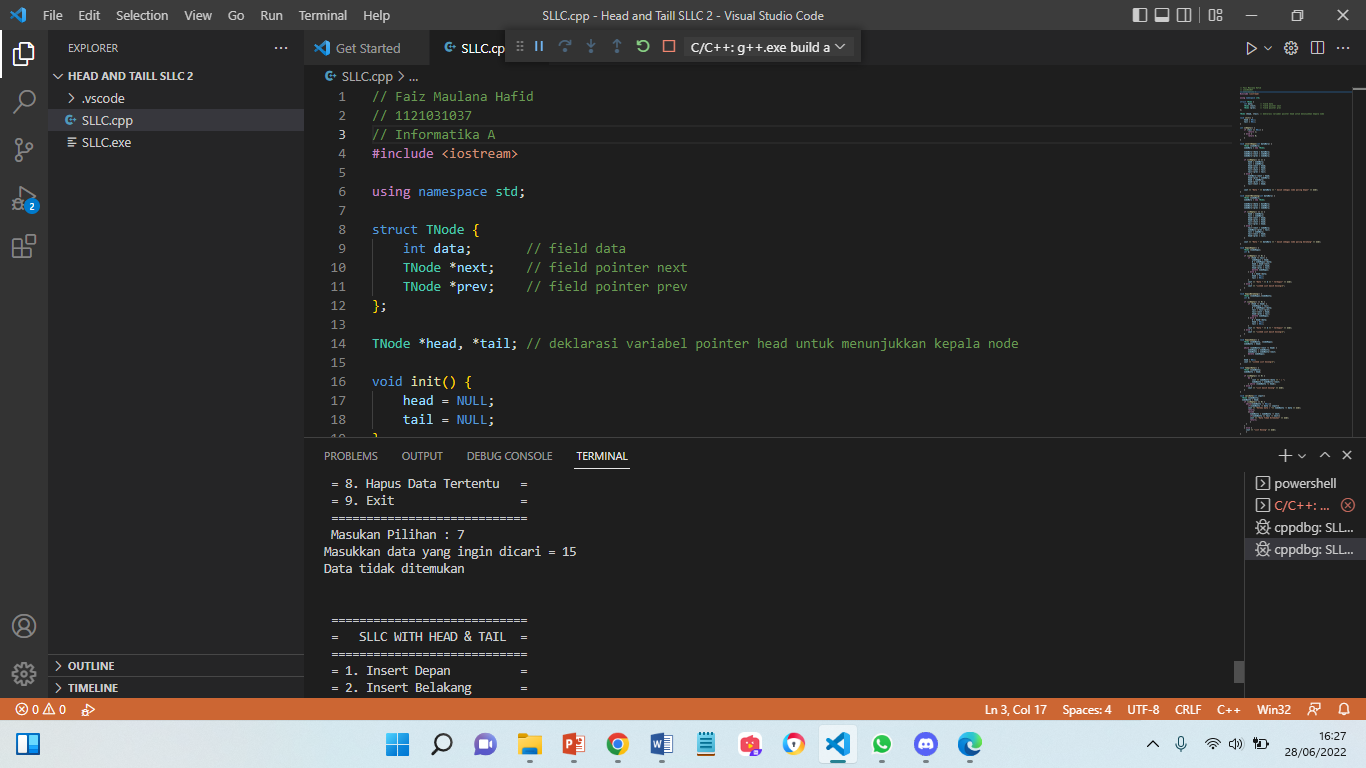 File Edit Selection View Go Run Terminal Help SLLC.cpp - Head and Taill SLLC 2 - Visual Studio Code
EXPLORER ...
HEAD AND TAILL SLLC 2
.vscode
SLLC.cpp
SLLC.exe
OUTLINE
TIMELINE
2
Get Started SLLC.cp C/C++: g++.exe build a
SLLC.cpp > ...
1 // Faiz Maulana Hafid
2 // 1121031037
3 // Informatika A
4 #include <iostream>
5
6 using namespace std;
7
8 struct TNode {
9 int data; // field data
10 TNode *next; // field pointer next
11 TNode *prev; // field pointer prev
12 };
13
14 TNode *head, *tail; // deklarasi variabel pointer head untuk menunjukkan kepala node
15
16 void init() {
17 head = NULL;
18 tail = NULL;
PROBLEMS OUTPUT DEBUG CONSOLE TERMINAL
= 8. Hapus Data Tertentu =
= 9. Exit =
============================
Masukan Pilihan : 7
Masukkan data yang ingin dicari = 15
Data tidak ditemukan
============================
= SLLC WITH HEAD & TAIL =
============================
= 1. Insert Depan =
= 2. Insert Belakang =
powershell
C/C++: ...
cppdbg: SLL...
cppdbg: SLL...
0 0 Ln 3, Col 17 Spaces: 4 UTF-8 CRLF C++ Win32
16:27
28/06/2022